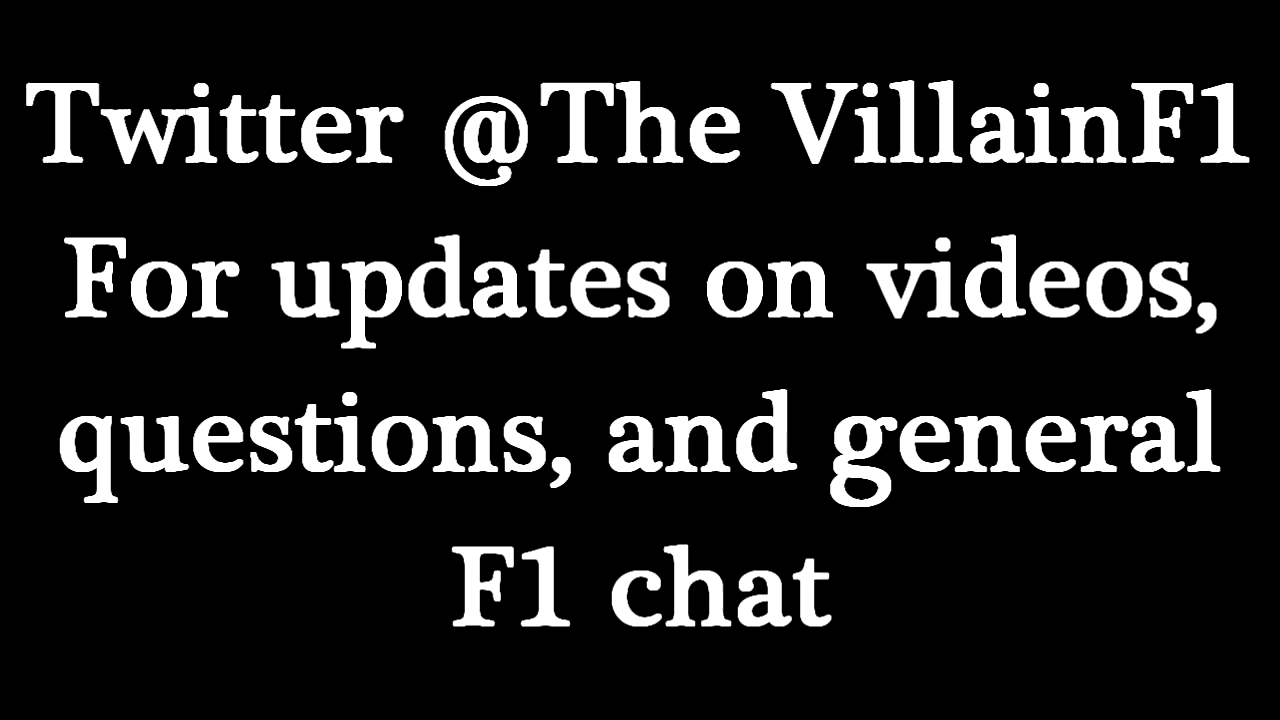 Twitter @The VillainF1
For updates on videos,
questions, and general
F1 chat